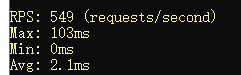 RPS: 549 (requests/second)
Max: 103ms
Min: 0ms
Avg: 2.1ms